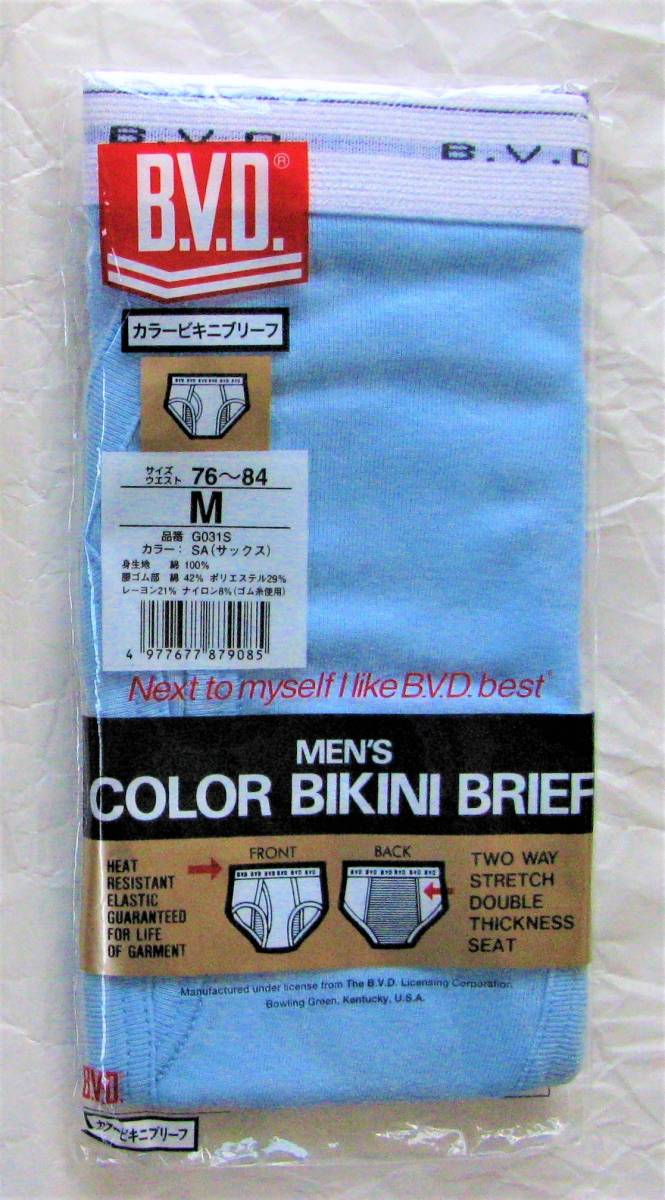 B.V.D
B.V.D
B.V.D.®
カラービキニブリーフ
B.V.D B.V.D B.V.D
サイズ
ウエスト 76〜84
M
品番 G031S
カラー: SA(サックス)
身生地 綿 100%
腰ゴム部 綿 42% ポリエステル29%
レーヨン21% ナイロン8%(ゴム糸使用)
4 977677 879085
Next to myself I like B.V.D. best
MEN'S
COLOR BIKINI BRIEF
HEAT
RESISTANT
ELASTIC
GUARANTEED
FOR LIFE
OF GARMENT
FRONT
BACK
TWO WAY
STRETCH
DOUBLE
THICKNESS
SEAT
Manufactured under license from The B.V.D. Licensing Corporation
Bowling Green, Kentucky, U.S.A.
B.V.D.
カラービキニブリーフ